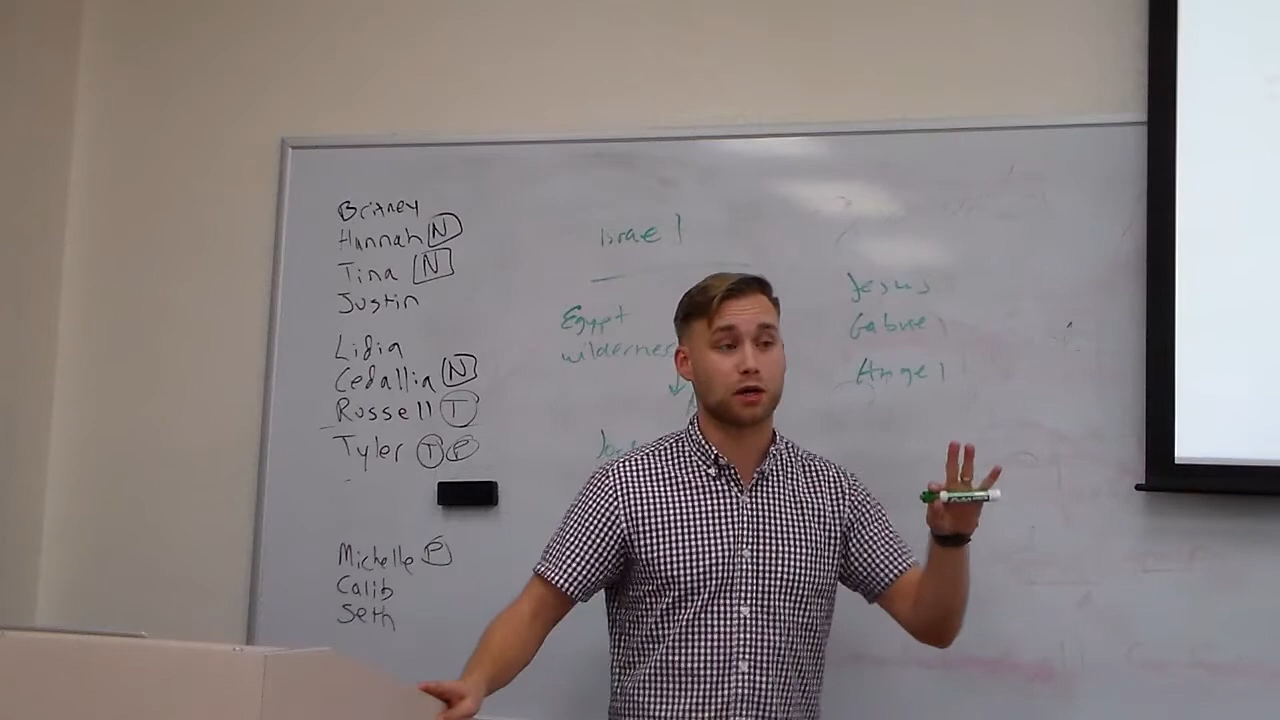 Britney
Hannah N
Tina N
Justin
Lidia
Cedallia N
Russell T
Tyler T P
Michelle P
Calib
Seth
Israel
Egypt
wilderness
Jesus
Gabriel
Angel